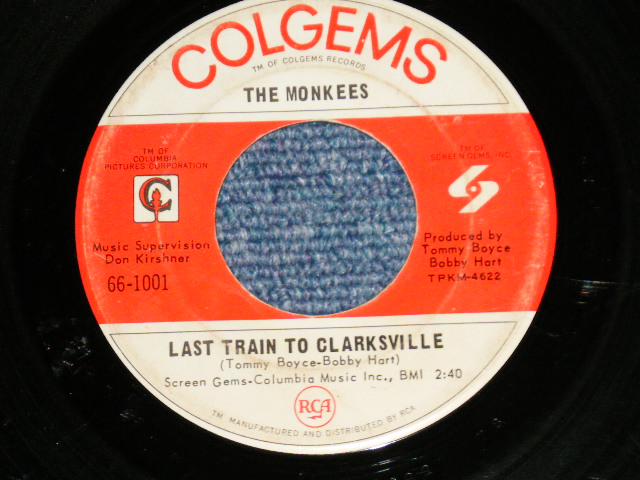 COLGEMS
TM OF COLGEMS RECORDS
THE MONKEES
TM OF
COLUMBIA
PICTURES CORPORATION
TM OF
SCREEN GEMS, INC.
C
Music Supervision
Don Kirshner
66-1001
Produced by
Tommy Boyce
Bobby Hart
TPKM-4622
LAST TRAIN TO CLARKSVILLE
(Tommy Boyce-Bobby Hart)
Screen Gems-Columbia Music Inc., BMI 2:40
RCA
TM MANUFACTURED AND DISTRIBUTED BY RCA